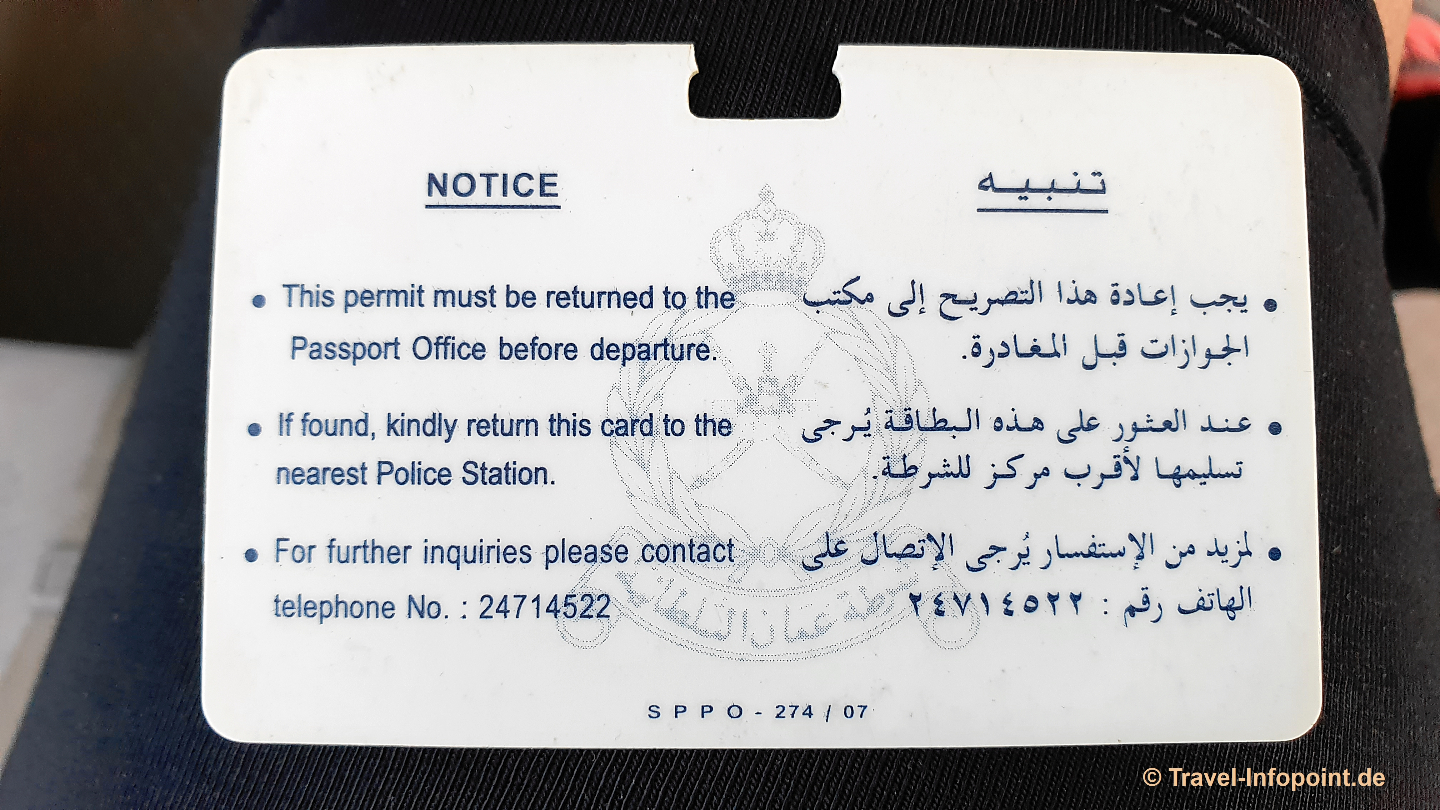 NOTICE
• This permit must be returned to the
Passport Office before departure.
• If found, kindly return this card to the
nearest Police Station.
• For further inquiries please contact
telephone No. : 24714522
تنبيه
• يجب إعادة هذا التصريح إلى مكتب
الجوازات قبل المغادرة.
• عند العثور على هذه البطاقة يُرجى
تسليمها لأقرب مركز للشرطة.
• لمزيد من الإستفسار يُرجى الإتصال على
الهاتف رقم : ٢٤٧١٤٥٢٢
شرطة عمان السلطانية
S P P O - 274 / 07
© Travel-Infopoint.de